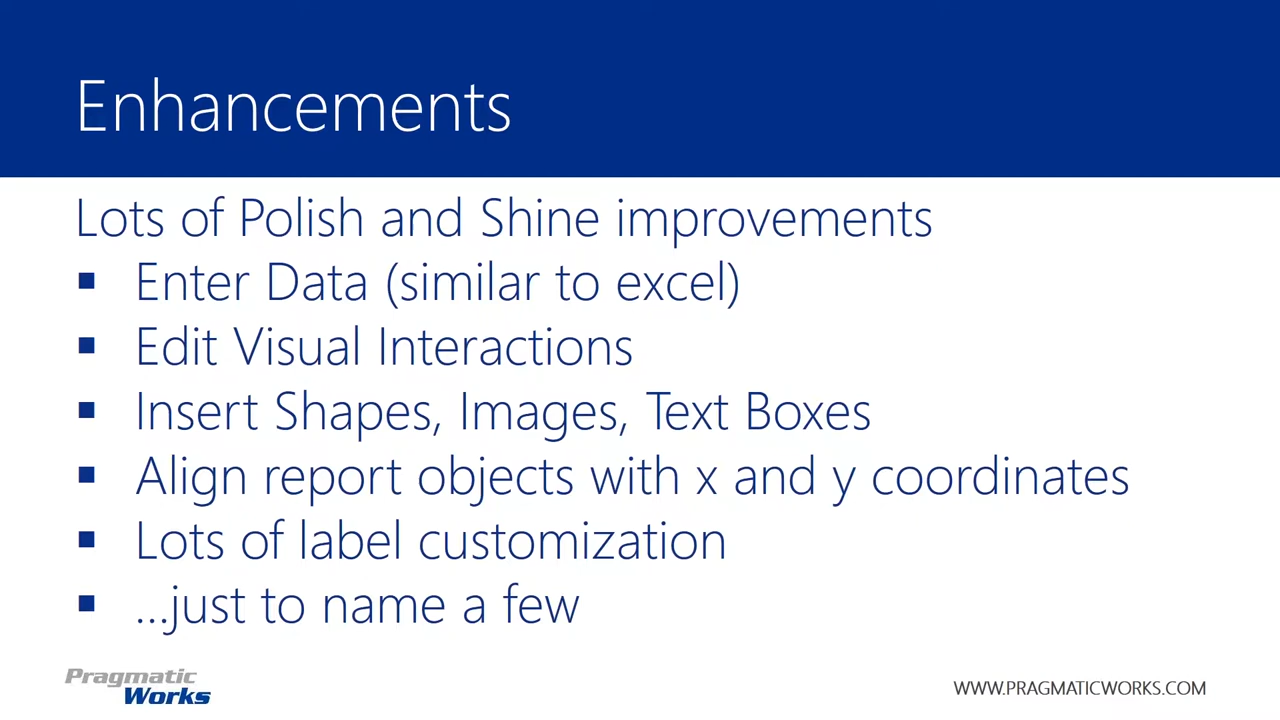 Enhancements
Lots of Polish and Shine improvements
▪ Enter Data (similar to excel)
▪ Edit Visual Interactions
▪ Insert Shapes, Images, Text Boxes
▪ Align report objects with x and y coordinates
▪ Lots of label customization
▪ ...just to name a few
Pragmatic
Works
WWW.PRAGMATICWORKS.COM